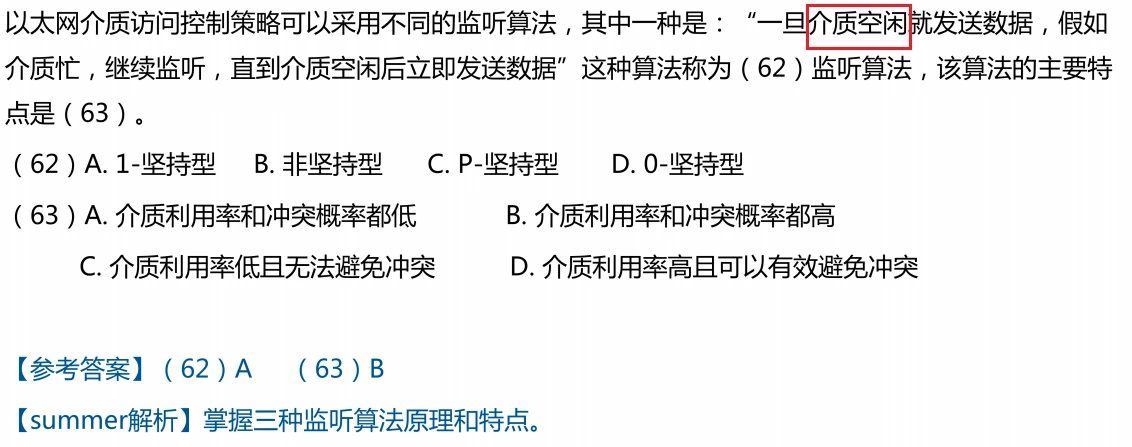 以太网介质访问控制策略可以采用不同的监听算法，其中一种是：“一旦介质空闲就发送数据，假如
介质忙，继续监听，直到介质空闲后立即发送数据”这种算法称为（62）监听算法，该算法的主要特
点是（63）。
（62）A. 1-坚持型 B. 非坚持型 C. P-坚持型 D. 0-坚持型
（63）A. 介质利用率和冲突概率都低 B. 介质利用率和冲突概率都高
C. 介质利用率低且无法避免冲突 D. 介质利用率高且可以有效避免冲突
【参考答案】（62）A （63）B
【summer解析】掌握三种监听算法原理和特点。